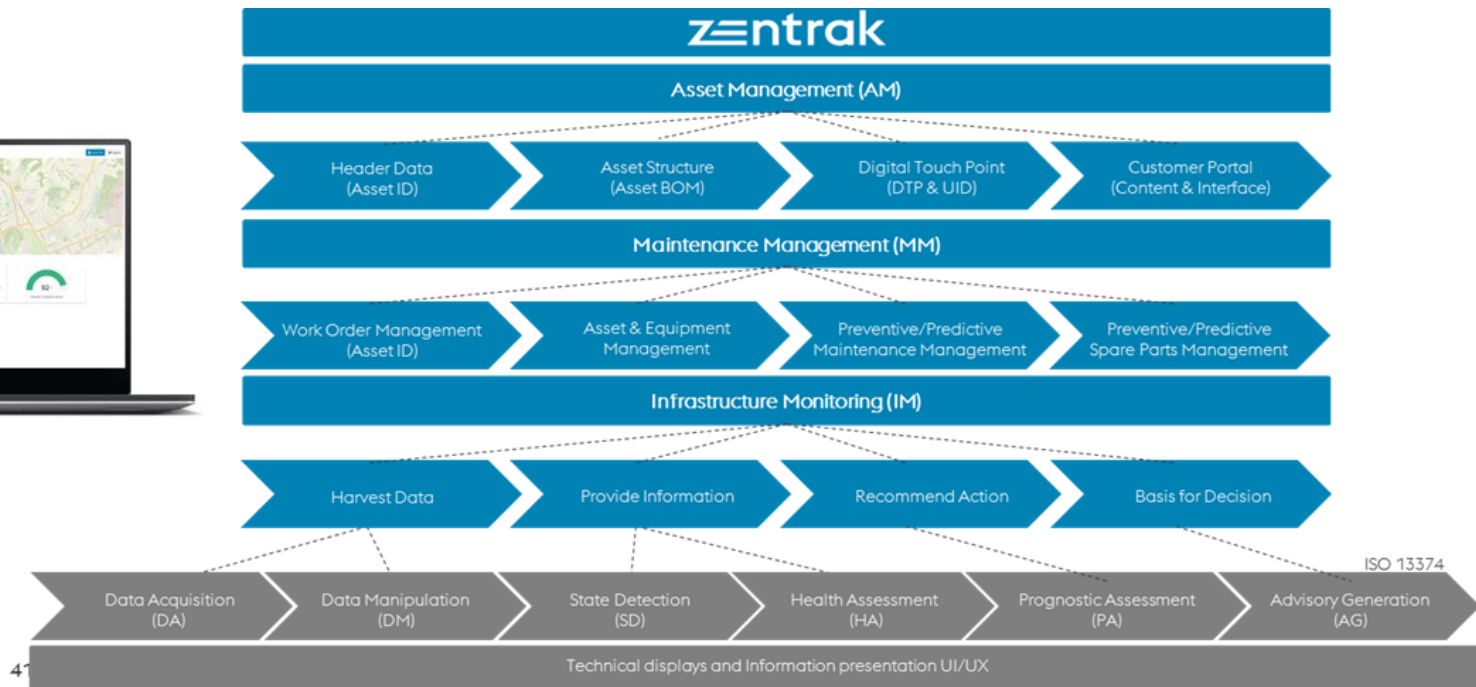 zentrak
Asset Management (AM)
Header Data
(Asset ID)
Asset Structure
(Asset BOM)
Digital Touch Point
(DTP & UID)
Customer Portal
(Content & Interface)
Maintenance Management (MM)
92
Work Order Management
(Asset ID)
Asset & Equipment
Management
Preventive/Predictive
Maintenance Management
Preventive/Predictive
Spare Parts Management
Infrastructure Monitoring (IM)
Harvest Data
Provide Information
Recommend Action
Basis for Decision
ISO 13374
Data Acquisition
(DA)
Data Manipulation
(DM)
State Detection
(SD)
Health Assessment
(HA)
Prognostic Assessment
(PA)
Advisory Generation
(AG)
41
Technical displays and Information presentation UI/UX